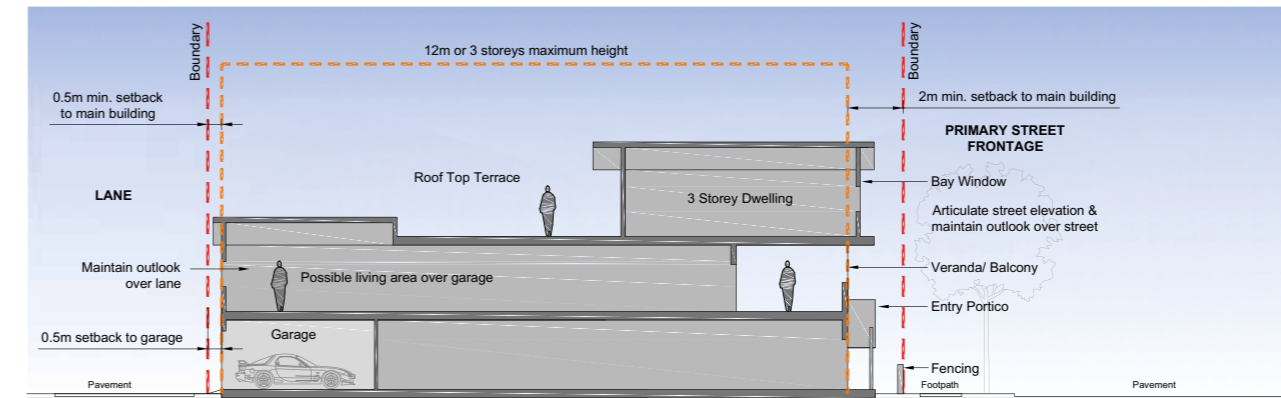 Boundary
12m or 3 storeys maximum height
Boundary
0.5m min. setback
to main building
2m min. setback to main building
PRIMARY STREET
FRONTAGE
LANE
Roof Top Terrace
3 Storey Dwelling
Bay Window
Articulate street elevation &
maintain outlook over street
Maintain outlook
over lane
Possible living area over garage
Veranda/ Balcony
Entry Portico
0.5m setback to garage
Garage
Fencing
Pavement
Footpath
Pavement